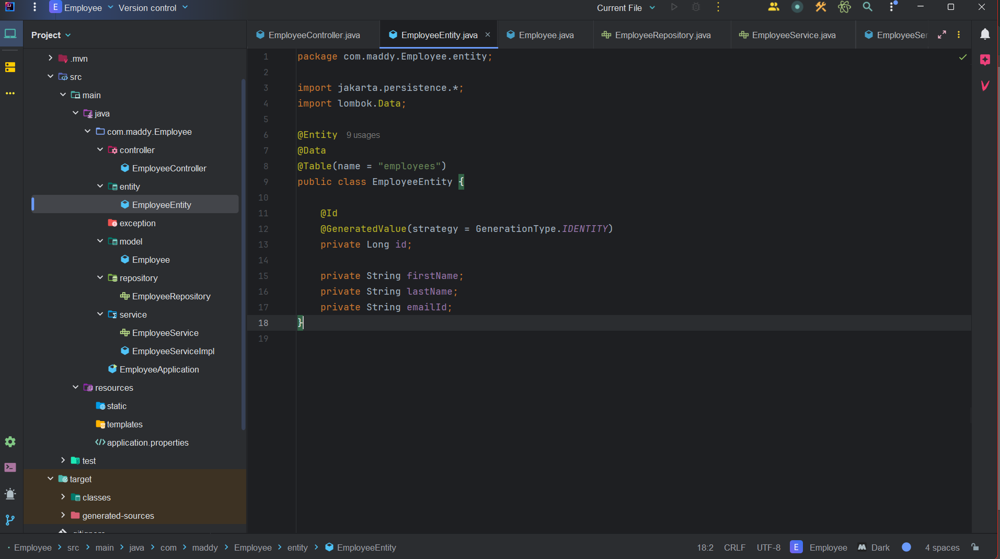 E Employee Version control Current File
Project
EmployeeController.java EmployeeEntity.java Employee.java EmployeeRepository.java EmployeeService.java EmployeeSer
.mvn
src
main
java
com.maddy.Employee
controller
EmployeeController
entity
EmployeeEntity
exception
model
Employee
repository
EmployeeRepository
service
EmployeeService
EmployeeServiceImpl
EmployeeApplication
resources
static
templates
application.properties
test
target
classes
generated-sources
.gitignore
1 package com.maddy.Employee.entity;
2
3 import jakarta.persistence.*;
4 import lombok.Data;
5
6 @Entity 9 usages
7 @Data
8 @Table(name = "employees")
9 public class EmployeeEntity {
10
11 @Id
12 @GeneratedValue(strategy = GenerationType.IDENTITY)
13 private Long id;
14
15 private String firstName;
16 private String lastName;
17 private String emailId;
18 }
19
Employee > src > main > java > com > maddy > Employee > entity > EmployeeEntity
18:2 CRLF UTF-8 E Employee Dark 4 spaces